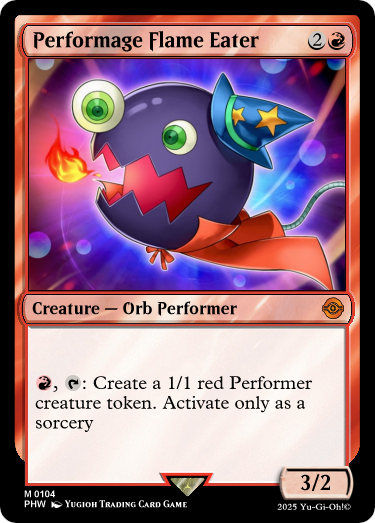 Performage Flame Eater 2
Creature — Orb Performer
, : Create a 1/1 red Performer
creature token. Activate only as a
sorcery
3/2
M 0104
PHW Yugioh Trading Card Game
2025 Yu-Gi-Oh!©